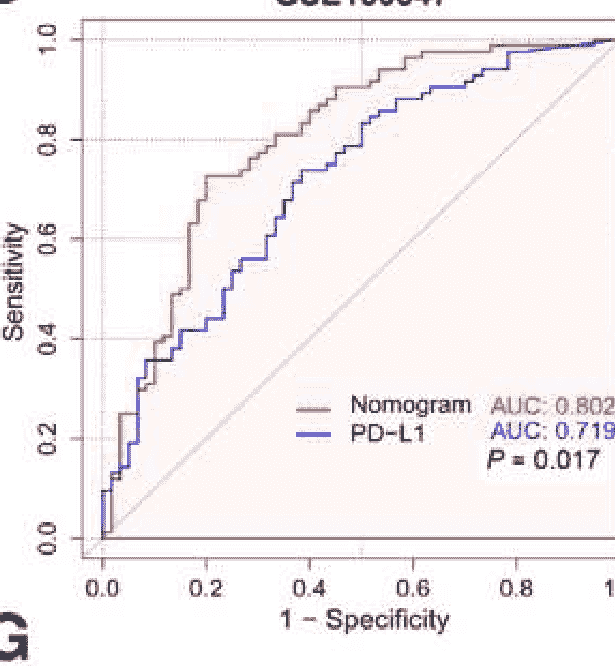 1.0
0.8
0.6
0.4
0.2
0.0
Sensitivity
Nomogram AUC: 0.802
PD-L1 AUC: 0.719
P = 0.017
0.0 0.2 0.4 0.6 0.8 1
1 − Specificity
G